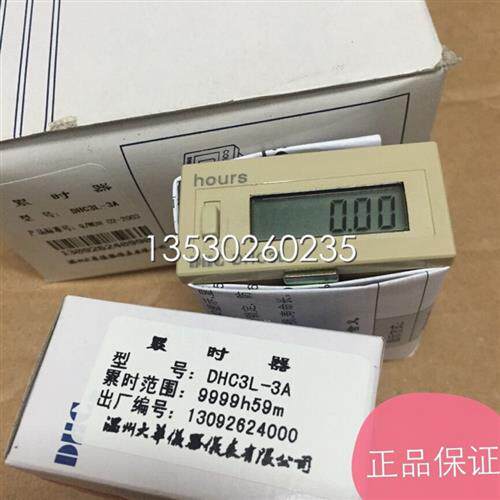 累 时 器
型 号: DHC3L-3A
hours
0.00
13530260235
DHC
累 时 器
型 号: DHC3L-3A
累时范围: 9999h59m
出厂编号: 13092624000
温州大华仪器仪表有限公司
正品保证